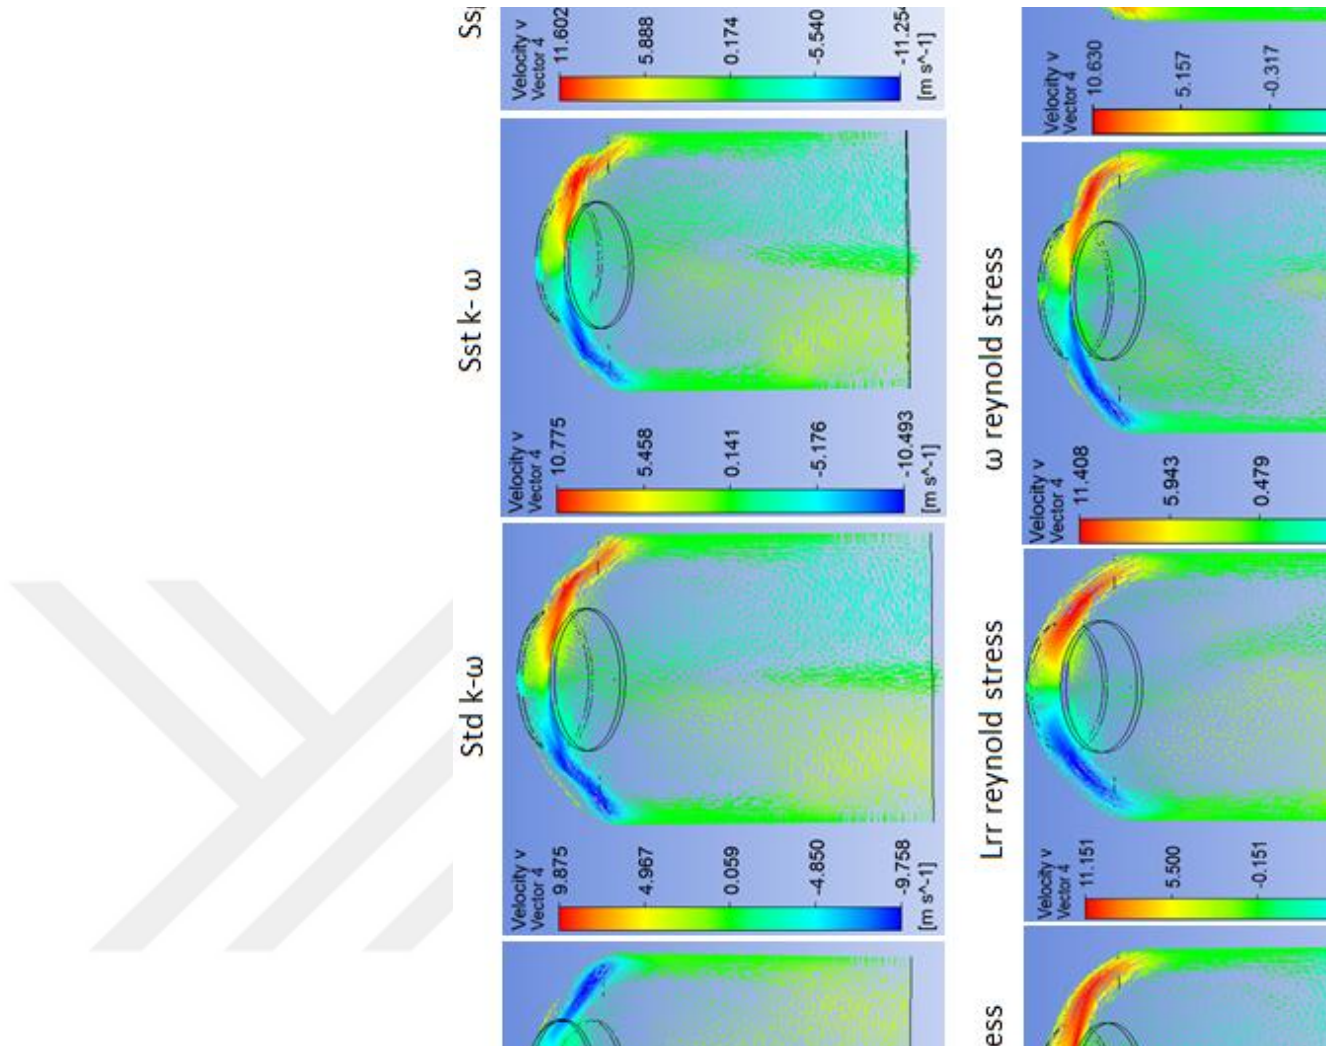 Std k-ω
Velocity v
Vector 4
9.875
4.967
0.059
-4.850
-9.758
[m s^-1]
Sst k- ω
Velocity v
Vector 4
10.775
5.458
0.141
-5.176
-10.493
[m s^-1]
Velocity v
Vector 4
11.602
5.888
0.174
-5.540
-11.254
[m s^-1]
ess
Lrr reynold stress
Velocity v
Vector 4
11.151
5.500
-0.151
ω reynold stress
Velocity v
Vector 4
11.408
5.943
0.479
Velocity v
Vector 4
10.630
5.157
-0.317